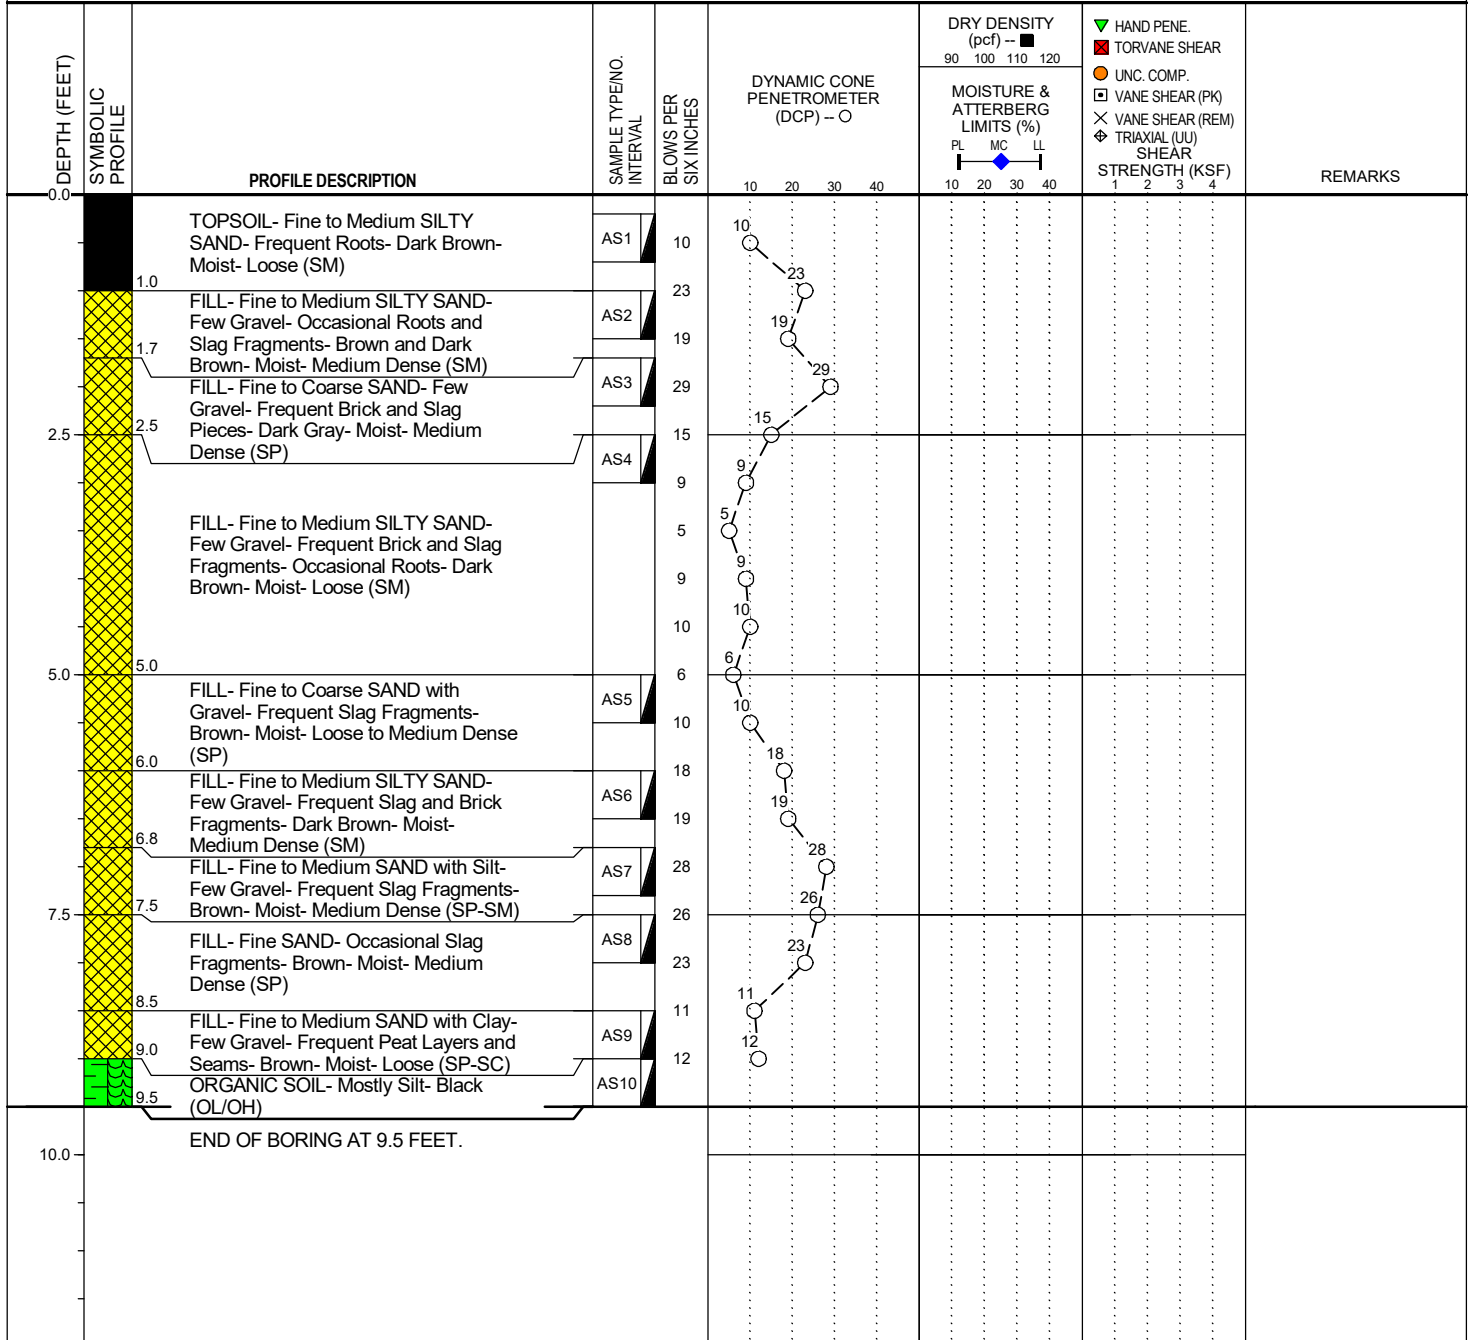 DEPTH (FEET)
SYMBOLIC
PROFILE
PROFILE DESCRIPTION
SAMPLE TYPE/NO.
INTERVAL
BLOWS PER
SIX INCHES
DYNAMIC CONE
PENETROMETER
(DCP) -- O
10 20 30 40
DRY DENSITY
(pcf) -- ■
90 100 110 120
MOISTURE &
ATTERBERG
LIMITS (%)
PL MC LL
10 20 30 40
HAND PENE.
TORVANE SHEAR
UNC. COMP.
VANE SHEAR (PK)
VANE SHEAR (REM)
TRIAXIAL (UU)
SHEAR
STRENGTH (KSF)
1 2 3 4
REMARKS
0.0
TOPSOIL- Fine to Medium SILTY
SAND- Frequent Roots- Dark Brown-
Moist- Loose (SM)
AS1
10
10
1.0
FILL- Fine to Medium SILTY SAND-
Few Gravel- Occasional Roots and
Slag Fragments- Brown and Dark
Brown- Moist- Medium Dense (SM)
AS2
23
23
19
19
1.7
FILL- Fine to Coarse SAND- Few
Gravel- Frequent Brick and Slag
Pieces- Dark Gray- Moist- Medium
Dense (SP)
AS3
29
29
2.5
2.5
FILL- Fine to Medium SILTY SAND-
Few Gravel- Frequent Brick and Slag
Fragments- Occasional Roots- Dark
Brown- Moist- Loose (SM)
AS4
15
15
9
9
5
5
9
9
10
10
5.0
5.0
FILL- Fine to Coarse SAND with
Gravel- Frequent Slag Fragments-
Brown- Moist- Loose to Medium Dense
(SP)
AS5
6
6
10
10
6.0
FILL- Fine to Medium SILTY SAND-
Few Gravel- Frequent Slag and Brick
Fragments- Dark Brown- Moist-
Medium Dense (SM)
AS6
18
18
19
19
6.8
FILL- Fine to Medium SAND with Silt-
Few Gravel- Frequent Slag Fragments-
Brown- Moist- Medium Dense (SP-SM)
AS7
28
28
7.5
7.5
FILL- Fine SAND- Occasional Slag
Fragments- Brown- Moist- Medium
Dense (SP)
AS8
26
26
23
23
8.5
FILL- Fine to Medium SAND with Clay-
Few Gravel- Frequent Peat Layers and
Seams- Brown- Moist- Loose (SP-SC)
AS9
11
11
9.0
ORGANIC SOIL- Mostly Silt- Black
(OL/OH)
AS10
12
12
9.5
END OF BORING AT 9.5 FEET.
10.0